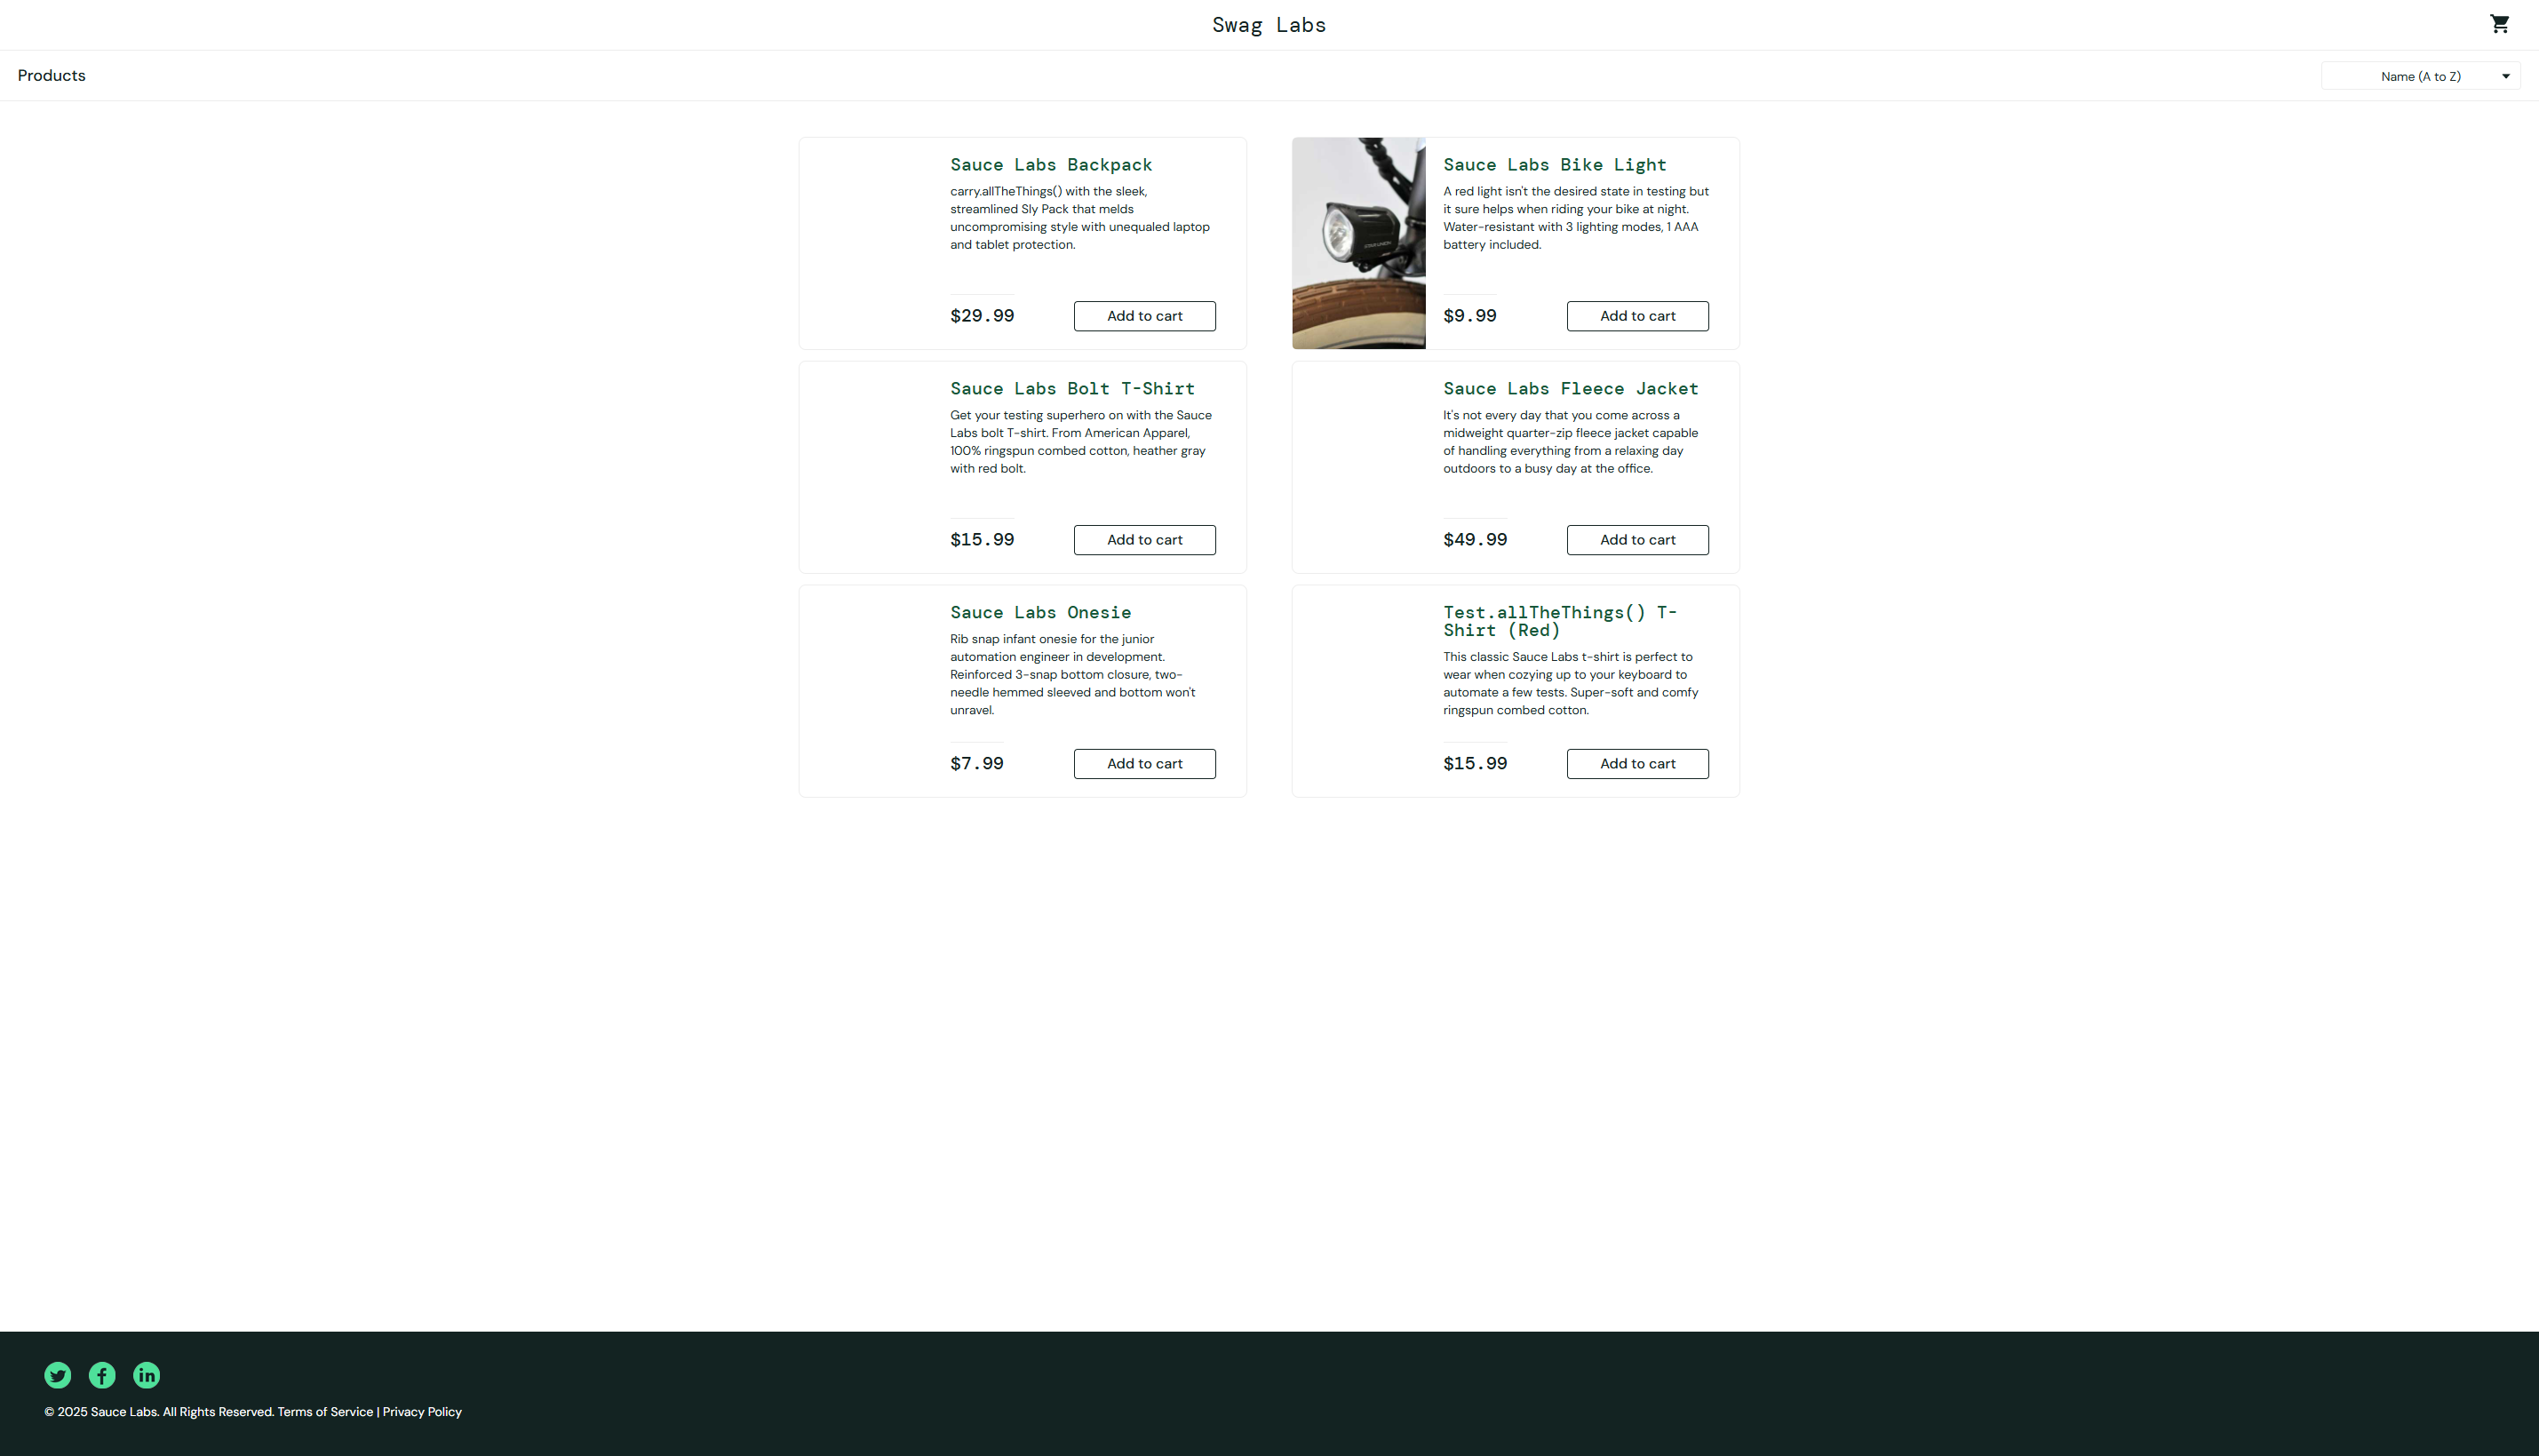 Swag Labs
Products
Name (A to Z)
Sauce Labs Backpack
carry.allTheThings() with the sleek,
streamlined Sly Pack that melds
uncompromising style with unequaled laptop
and tablet protection.
$29.99
Add to cart
Sauce Labs Bike Light
A red light isn't the desired state in testing but
it sure helps when riding your bike at night.
Water-resistant with 3 lighting modes, 1 AAA
battery included.
$9.99
Add to cart
Sauce Labs Bolt T-Shirt
Get your testing superhero on with the Sauce
Labs bolt T-shirt. From American Apparel,
100% ringspun combed cotton, heather gray
with red bolt.
$15.99
Add to cart
Sauce Labs Fleece Jacket
It's not every day that you come across a
midweight quarter-zip fleece jacket capable
of handling everything from a relaxing day
outdoors to a busy day at the office.
$49.99
Add to cart
Sauce Labs Onesie
Rib snap infant onesie for the junior
automation engineer in development.
Reinforced 3-snap bottom closure, two-
needle hemmed sleeved and bottom won't
unravel.
$7.99
Add to cart
Test.allTheThings() T-
Shirt (Red)
This classic Sauce Labs t-shirt is perfect to
wear when cozying up to your keyboard to
automate a few tests. Super-soft and comfy
ringspun combed cotton.
$15.99
Add to cart
© 2025 Sauce Labs. All Rights Reserved. Terms of Service | Privacy Policy